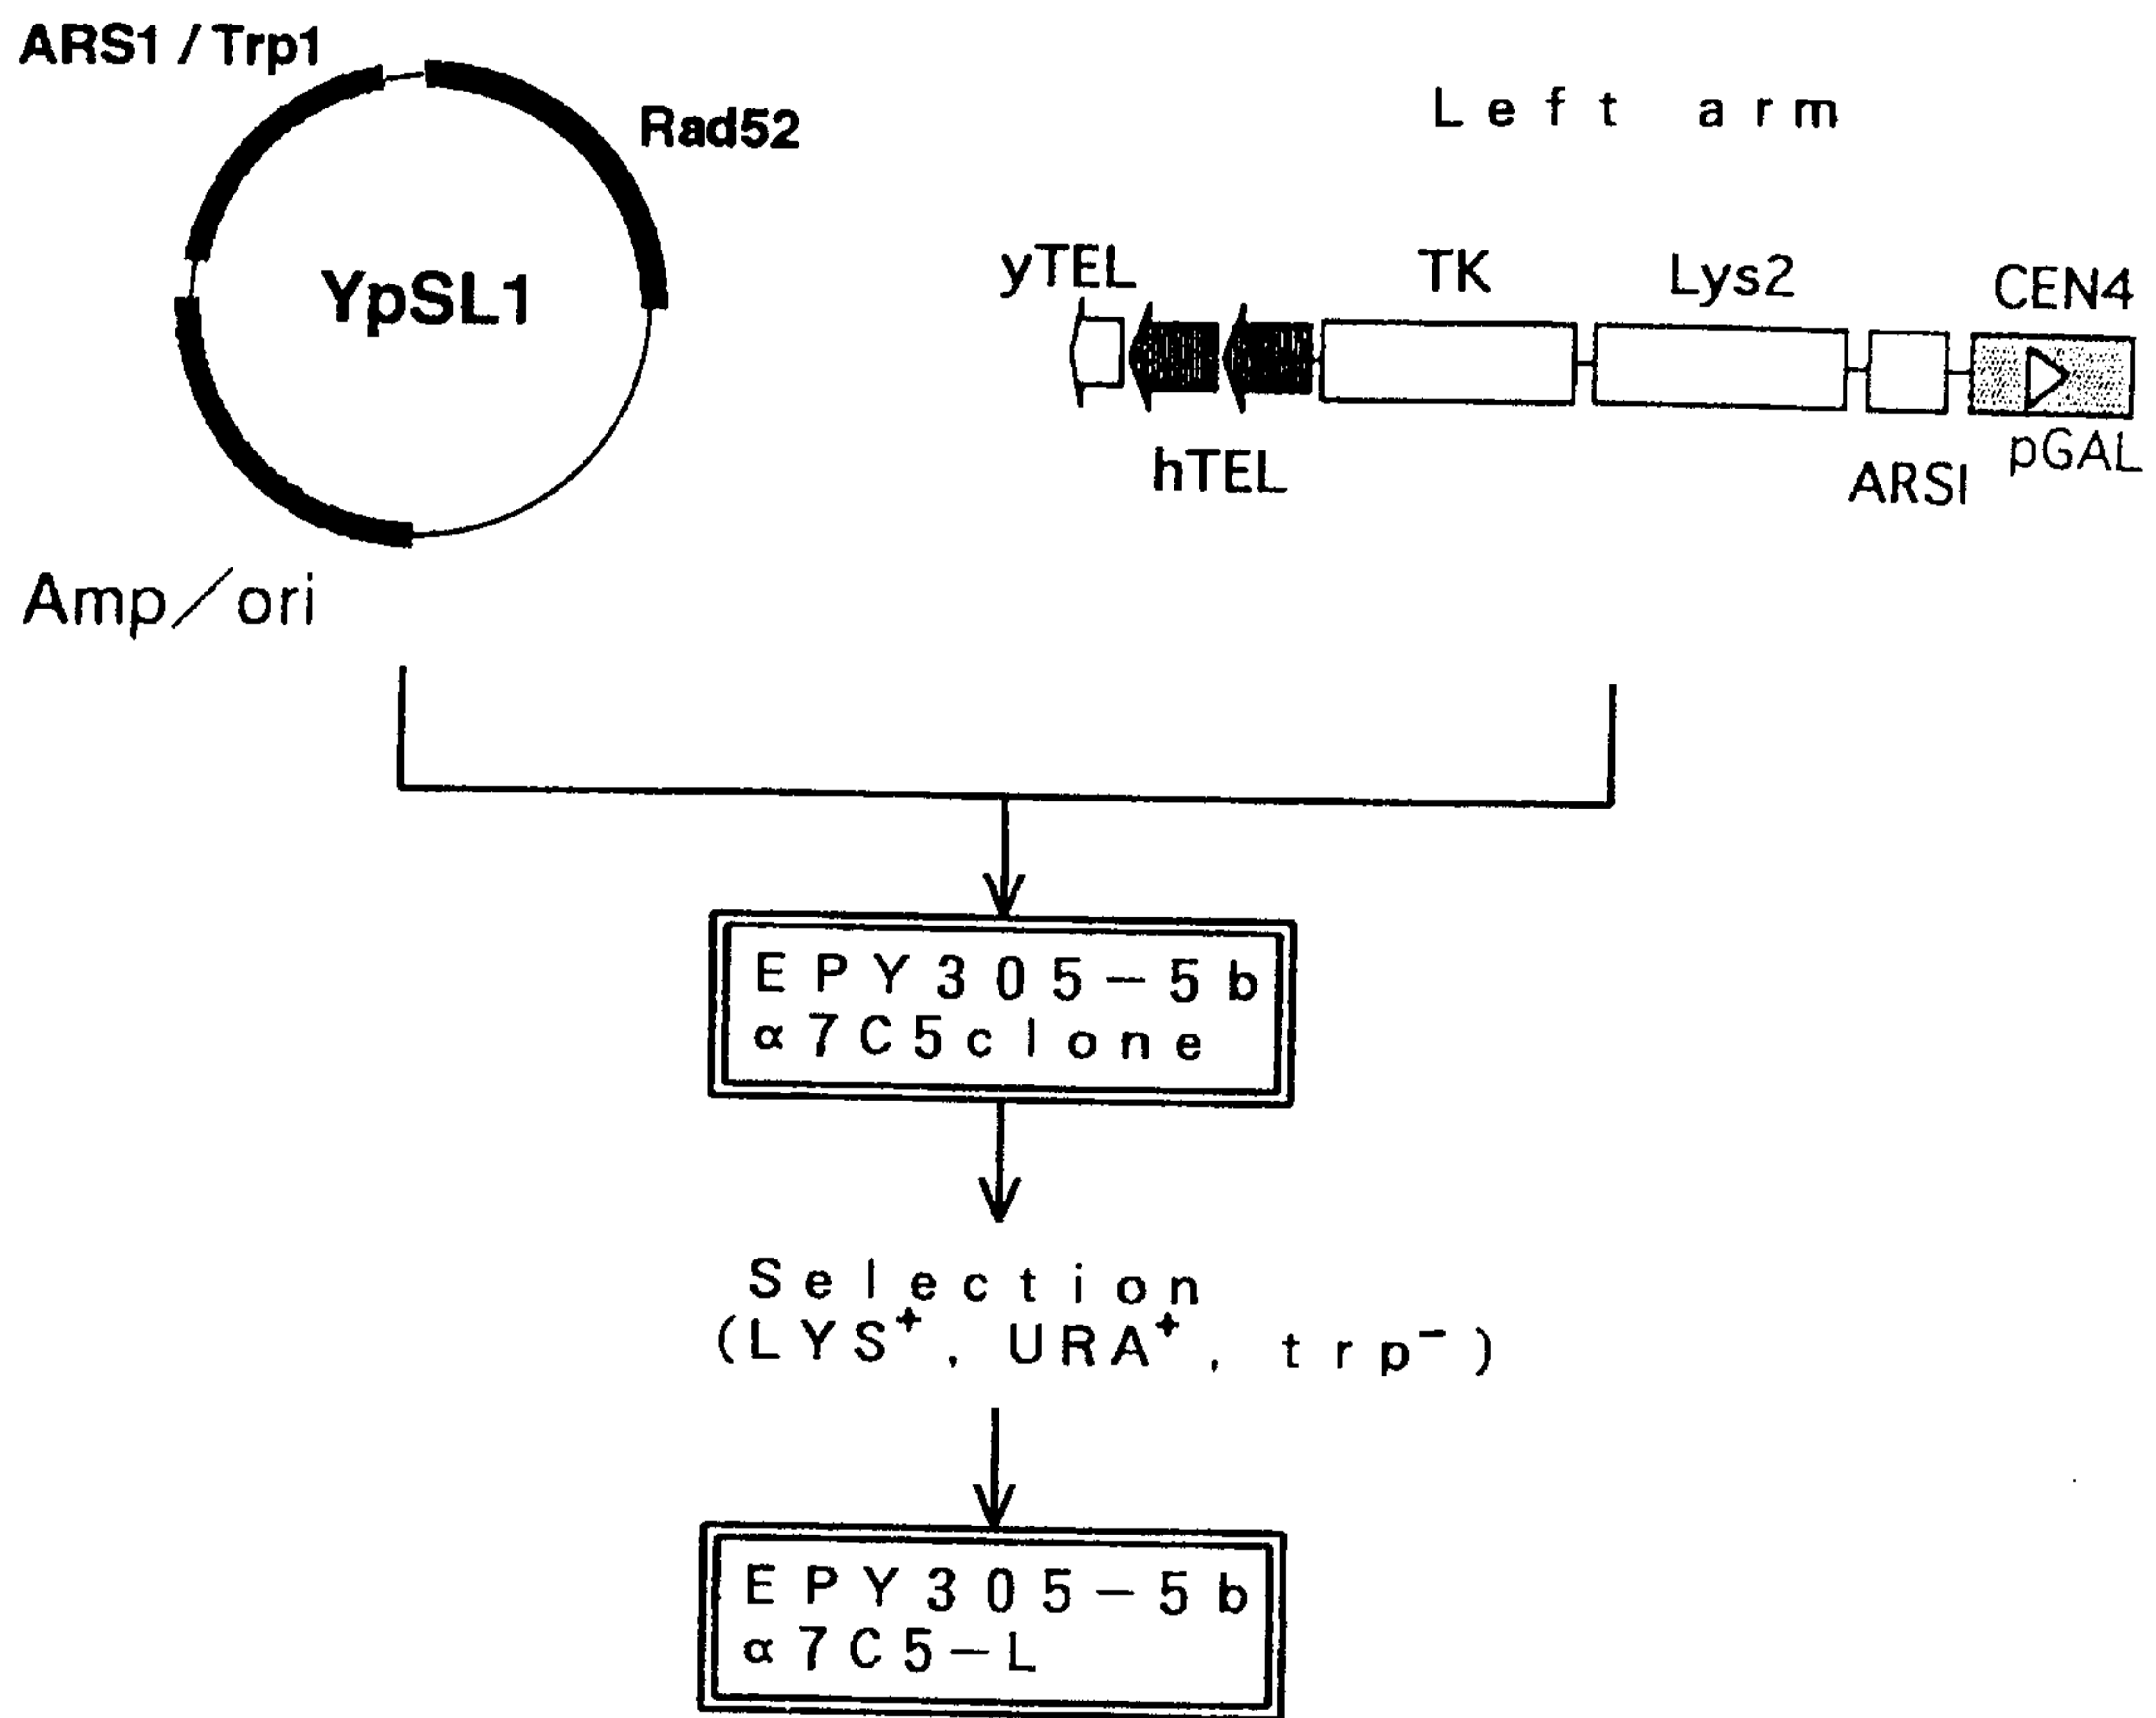 ARS1/Trp1
Rad52
YpSL1
Amp/ori
Left arm
yTEL
hTEL
TK
Lys2
ARSI
CEN4
pGAL
EPY305-5b
α7C5clone
Selection
(LYS⁺, URA⁺, trp⁻)
EPY305-5b
α7C5-L